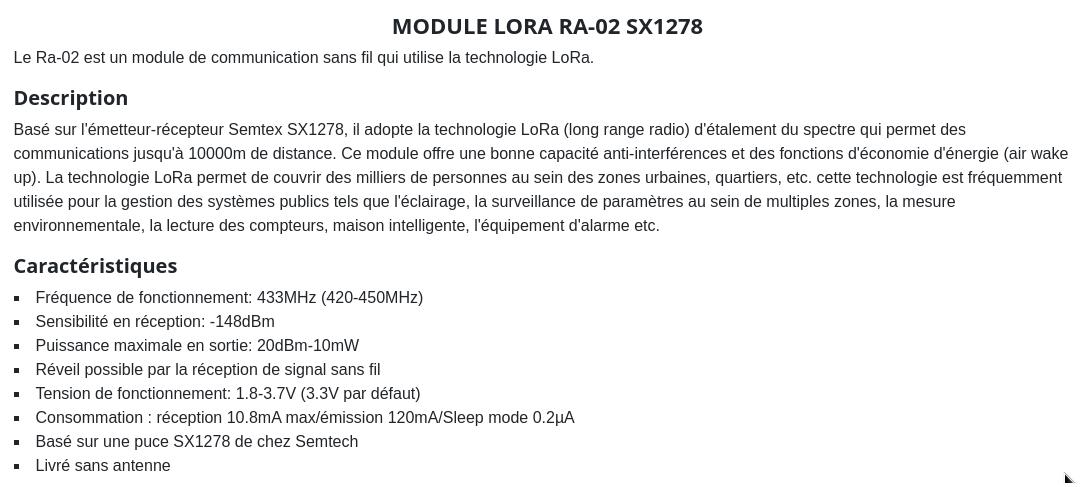 MODULE LORA RA-02 SX1278
Le Ra-02 est un module de communication sans fil qui utilise la technologie LoRa.
Description
Basé sur l'émetteur-récepteur Semtex SX1278, il adopte la technologie LoRa (long range radio) d'étalement du spectre qui permet des
communications jusqu'à 10000m de distance. Ce module offre une bonne capacité anti-interférences et des fonctions d'économie d'énergie (air wake
up). La technologie LoRa permet de couvrir des milliers de personnes au sein des zones urbaines, quartiers, etc. cette technologie est fréquemment
utilisée pour la gestion des systèmes publics tels que l'éclairage, la surveillance de paramètres au sein de multiples zones, la mesure
environnementale, la lecture des compteurs, maison intelligente, l'équipement d'alarme etc.
Caractéristiques
▪ Fréquence de fonctionnement: 433MHz (420-450MHz)
▪ Sensibilité en réception: -148dBm
▪ Puissance maximale en sortie: 20dBm-10mW
▪ Réveil possible par la réception de signal sans fil
▪ Tension de fonctionnement: 1.8-3.7V (3.3V par défaut)
▪ Consommation : réception 10.8mA max/émission 120mA/Sleep mode 0.2µA
▪ Basé sur une puce SX1278 de chez Semtech
▪ Livré sans antenne